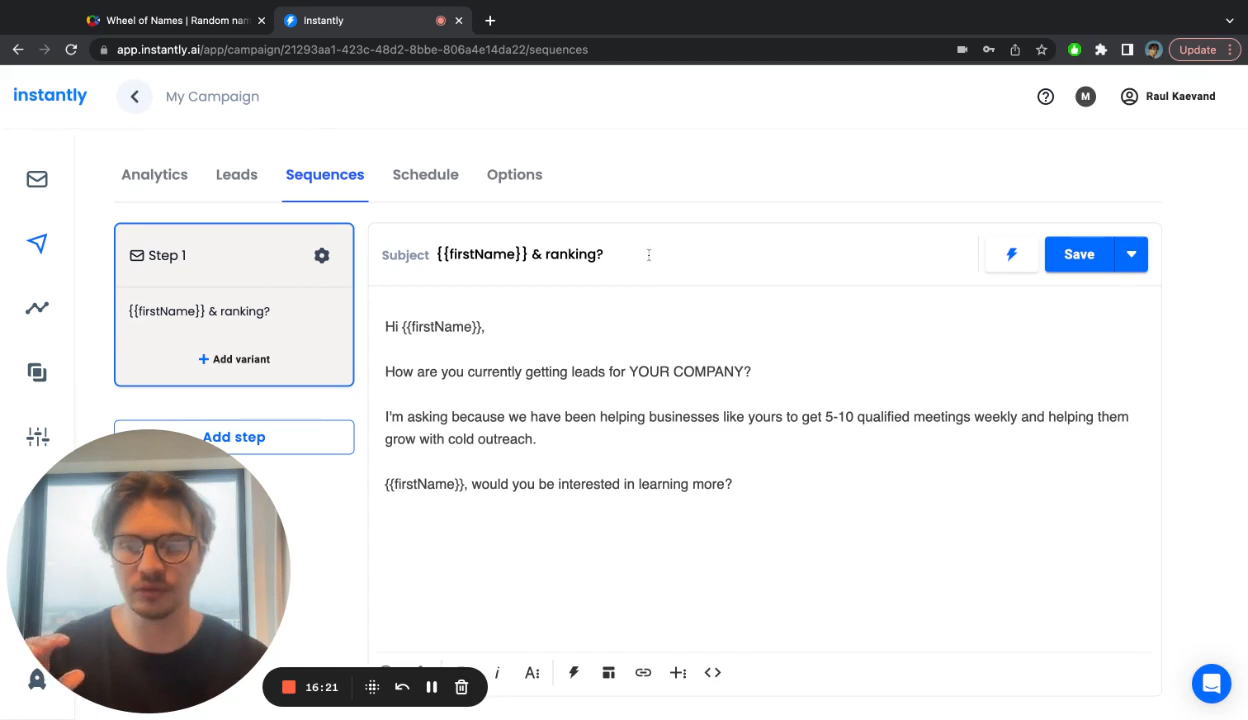 Wheel of Names | Random nam
Instantly
app.instantly.ai/app/campaign/21293aa1-423c-48d2-8bbe-806a4e14da22/sequences
Update
instantly
My Campaign
M
Raul Kaevand
Analytics
Leads
Sequences
Schedule
Options
Step 1
{{firstName}} & ranking?
+ Add variant
Add step
Subject {{firstName}} & ranking?
Save
Hi {{firstName}},
How are you currently getting leads for YOUR COMPANY?
I'm asking because we have been helping businesses like yours to get 5-10 qualified meetings weekly and helping them
grow with cold outreach.
{{firstName}}, would you be interested in learning more?
16:21